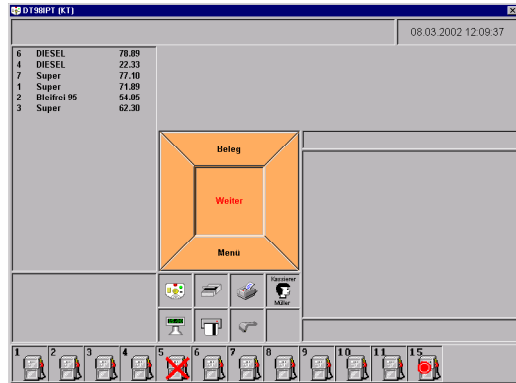 DT98IPT (KT)
08.03.2002 12:09:37
6 DIESEL 78.89
4 DIESEL 22.33
7 Super 77.10
1 Super 71.89
2 Bleifrei 95 54.05
3 Super 62.30
Beleg
Weiter
Menü
Kassierer
Müller
1 2 3 4 5 6 7 8 9 10 11 15